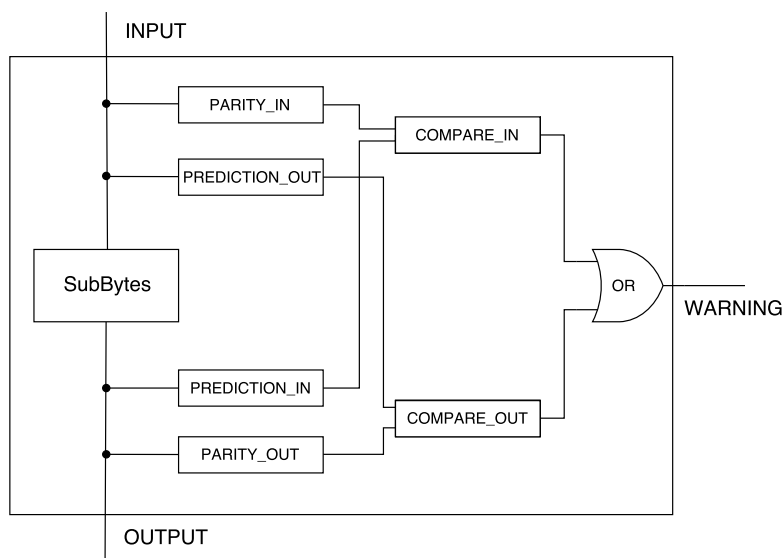 INPUT
PARITY_IN
COMPARE_IN
PREDICTION_OUT
SubBytes
OR
WARNING
PREDICTION_IN
COMPARE_OUT
PARITY_OUT
OUTPUT